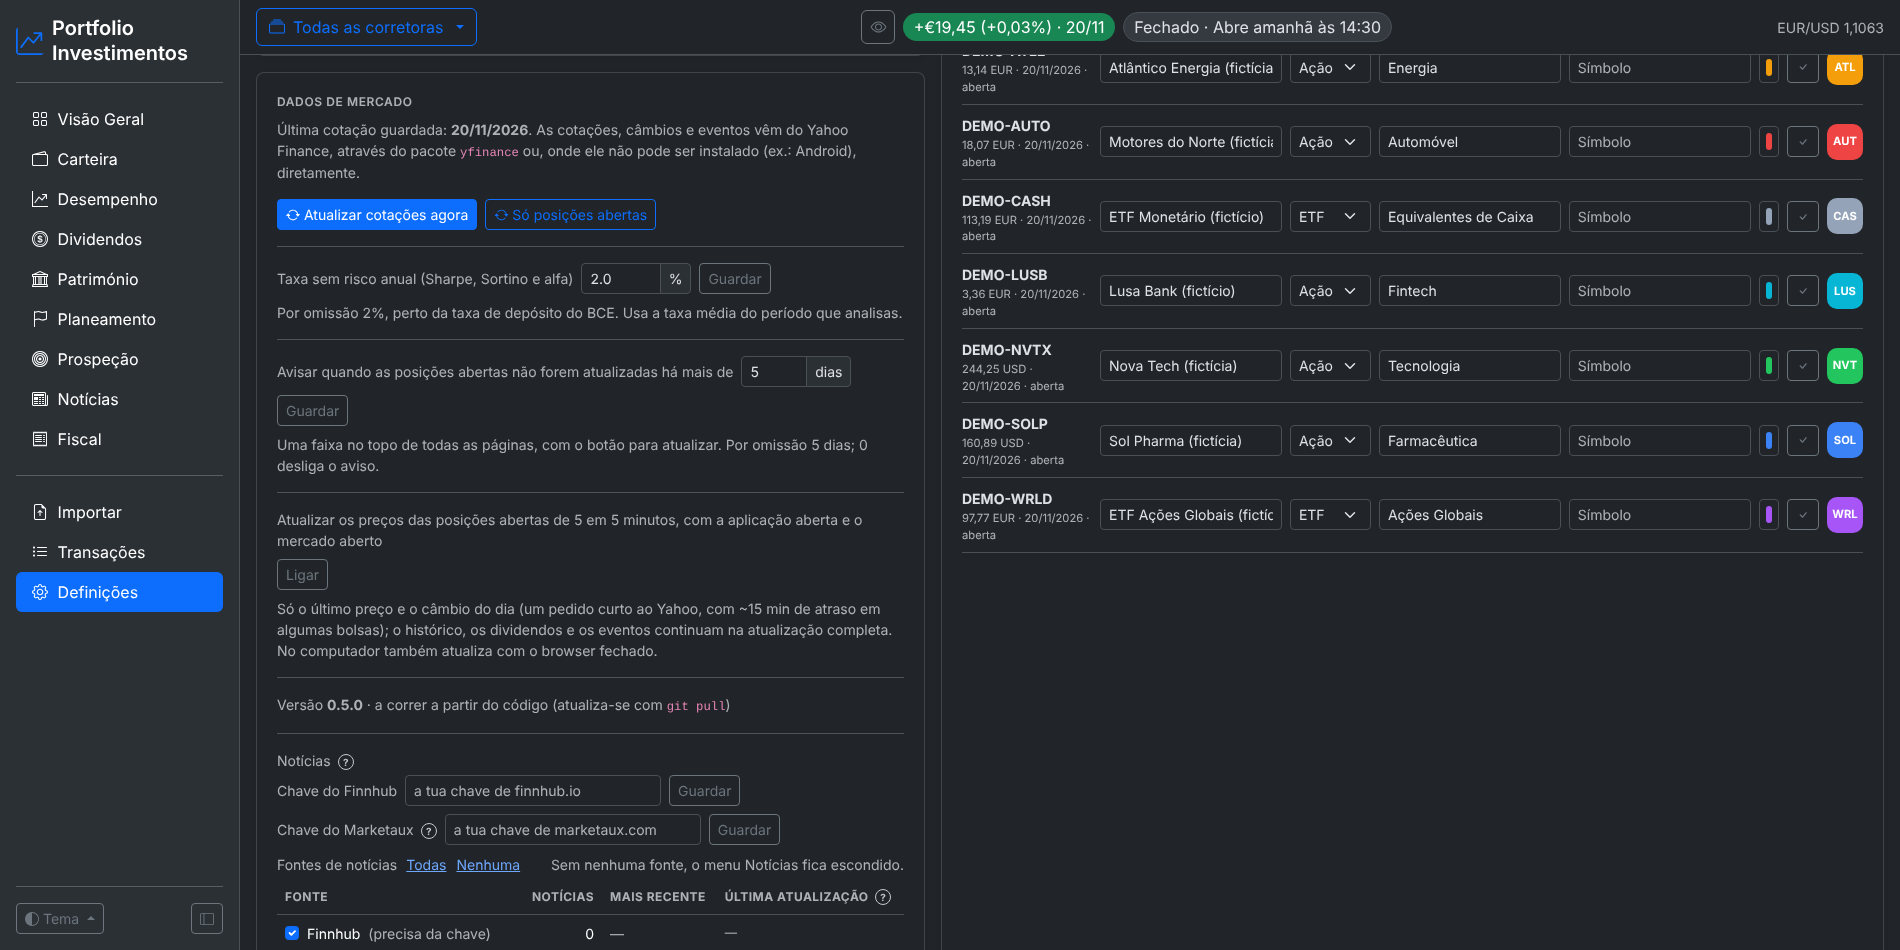 Portfolio
Investimentos
Visão Geral
Carteira
Desempenho
Dividendos
Património
Planeamento
Prospeção
Notícias
Fiscal
Importar
Transações
Definições
Tema
Todas as corretoras
+€19,45 (+0,03%) · 20/11
Fechado · Abre amanhã às 14:30
EUR/USD 1,1063
DADOS DE MERCADO
Última cotação guardada: 20/11/2026. As cotações, câmbios e eventos vêm do Yahoo
Finance, através do pacote yfinance ou, onde ele não pode ser instalado (ex.: Android),
diretamente.
Atualizar cotações agora
Só posições abertas
Taxa sem risco anual (Sharpe, Sortino e alfa) 2.0 % Guardar
Por omissão 2%, perto da taxa de depósito do BCE. Usa a taxa média do período que analisas.
Avisar quando as posições abertas não forem atualizadas há mais de 5 dias
Guardar
Uma faixa no topo de todas as páginas, com o botão para atualizar. Por omissão 5 dias; 0
desliga o aviso.
Atualizar os preços das posições abertas de 5 em 5 minutos, com a aplicação aberta e o
mercado aberto
Ligar
Só o último preço e o câmbio do dia (um pedido curto ao Yahoo, com ~15 min de atraso em
algumas bolsas); o histórico, os dividendos e os eventos continuam na atualização completa.
No computador também atualiza com o browser fechado.
Versão 0.5.0 · a correr a partir do código (atualiza-se com git pull)
Notícias ?
Chave do Finnhub a tua chave de finnhub.io Guardar
Chave do Marketaux ? a tua chave de marketaux.com Guardar
Fontes de notícias Todas Nenhuma Sem nenhuma fonte, o menu Notícias fica escondido.
FONTE NOTÍCIAS MAIS RECENTE ÚLTIMA ATUALIZAÇÃO ?
Finnhub (precisa da chave) 0 — —
13,14 EUR · 20/11/2026 ·
aberta
Atlântico Energia (fictícia Ação Energia Símbolo ATL
DEMO-AUTO
18,07 EUR · 20/11/2026 ·
aberta
Motores do Norte (fictíci Ação Automóvel Símbolo AUT
DEMO-CASH
113,19 EUR · 20/11/2026 ·
aberta
ETF Monetário (fictício) ETF Equivalentes de Caixa Símbolo CAS
DEMO-LUSB
3,36 EUR · 20/11/2026 ·
aberta
Lusa Bank (fictício) Ação Fintech Símbolo LUS
DEMO-NVTX
244,25 USD ·
20/11/2026 · aberta
Nova Tech (fictícia) Ação Tecnologia Símbolo NVT
DEMO-SOLP
160,89 USD ·
20/11/2026 · aberta
Sol Pharma (fictícia) Ação Farmacêutica Símbolo SOL
DEMO-WRLD
97,77 EUR · 20/11/2026 ·
aberta
ETF Ações Globais (fictíc ETF Ações Globais Símbolo WRL